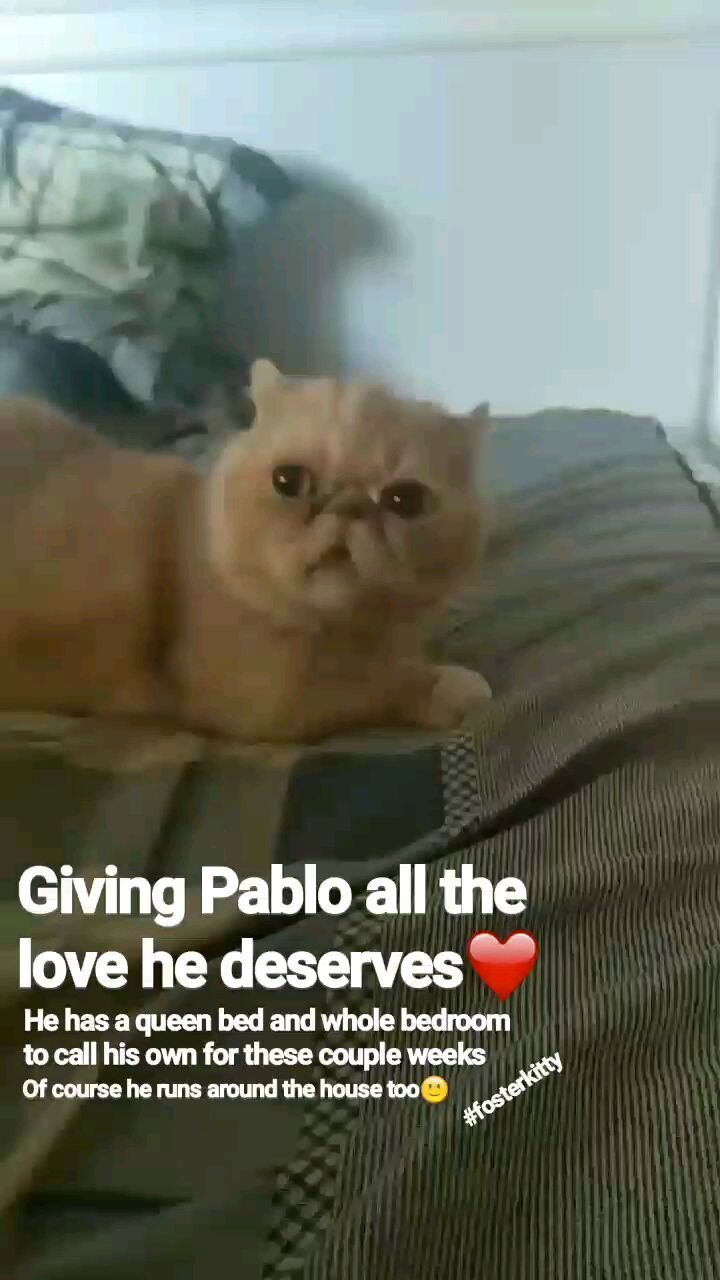 Giving Pablo all the
love he deserves❤️
He has a queen bed and whole bedroom
to call his own for these couple weeks
Of course he runs around the house too🙂
#fosterkitty